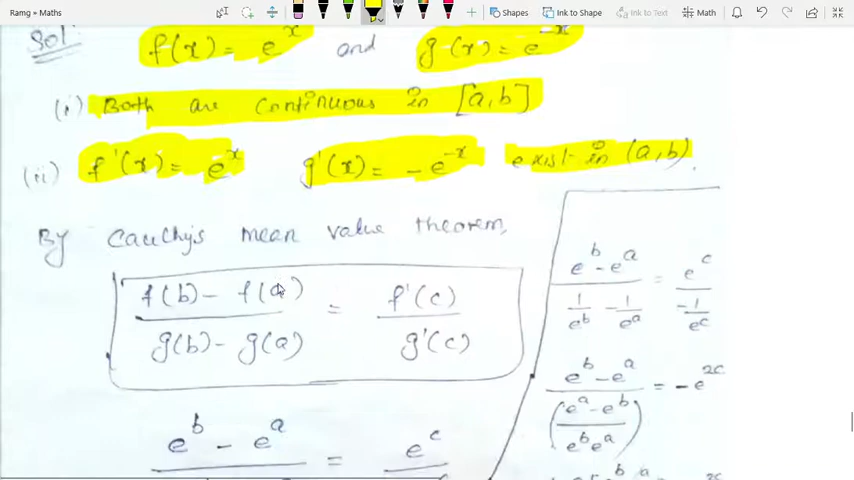 Ramg » Maths
Shapes
Ink to Share
Ink to Text
Math
Sol:
f(x) = e^x and g(x) = e^-x
(i) Both are continuous in [a,b]
(ii) f'(x) = e^x g'(x) = -e^-x exist in (a,b).
By Cauchy's mean value theorem,
f(b) - f(a) / g(b) - g(a) = f'(c) / g'(c)
e^b - e^a = e^c
e^b - e^a / 1/e^b - 1/e^a = e^c / -1/e^c
e^b - e^a / (e^a - e^b / e^b e^a) = -e^2c